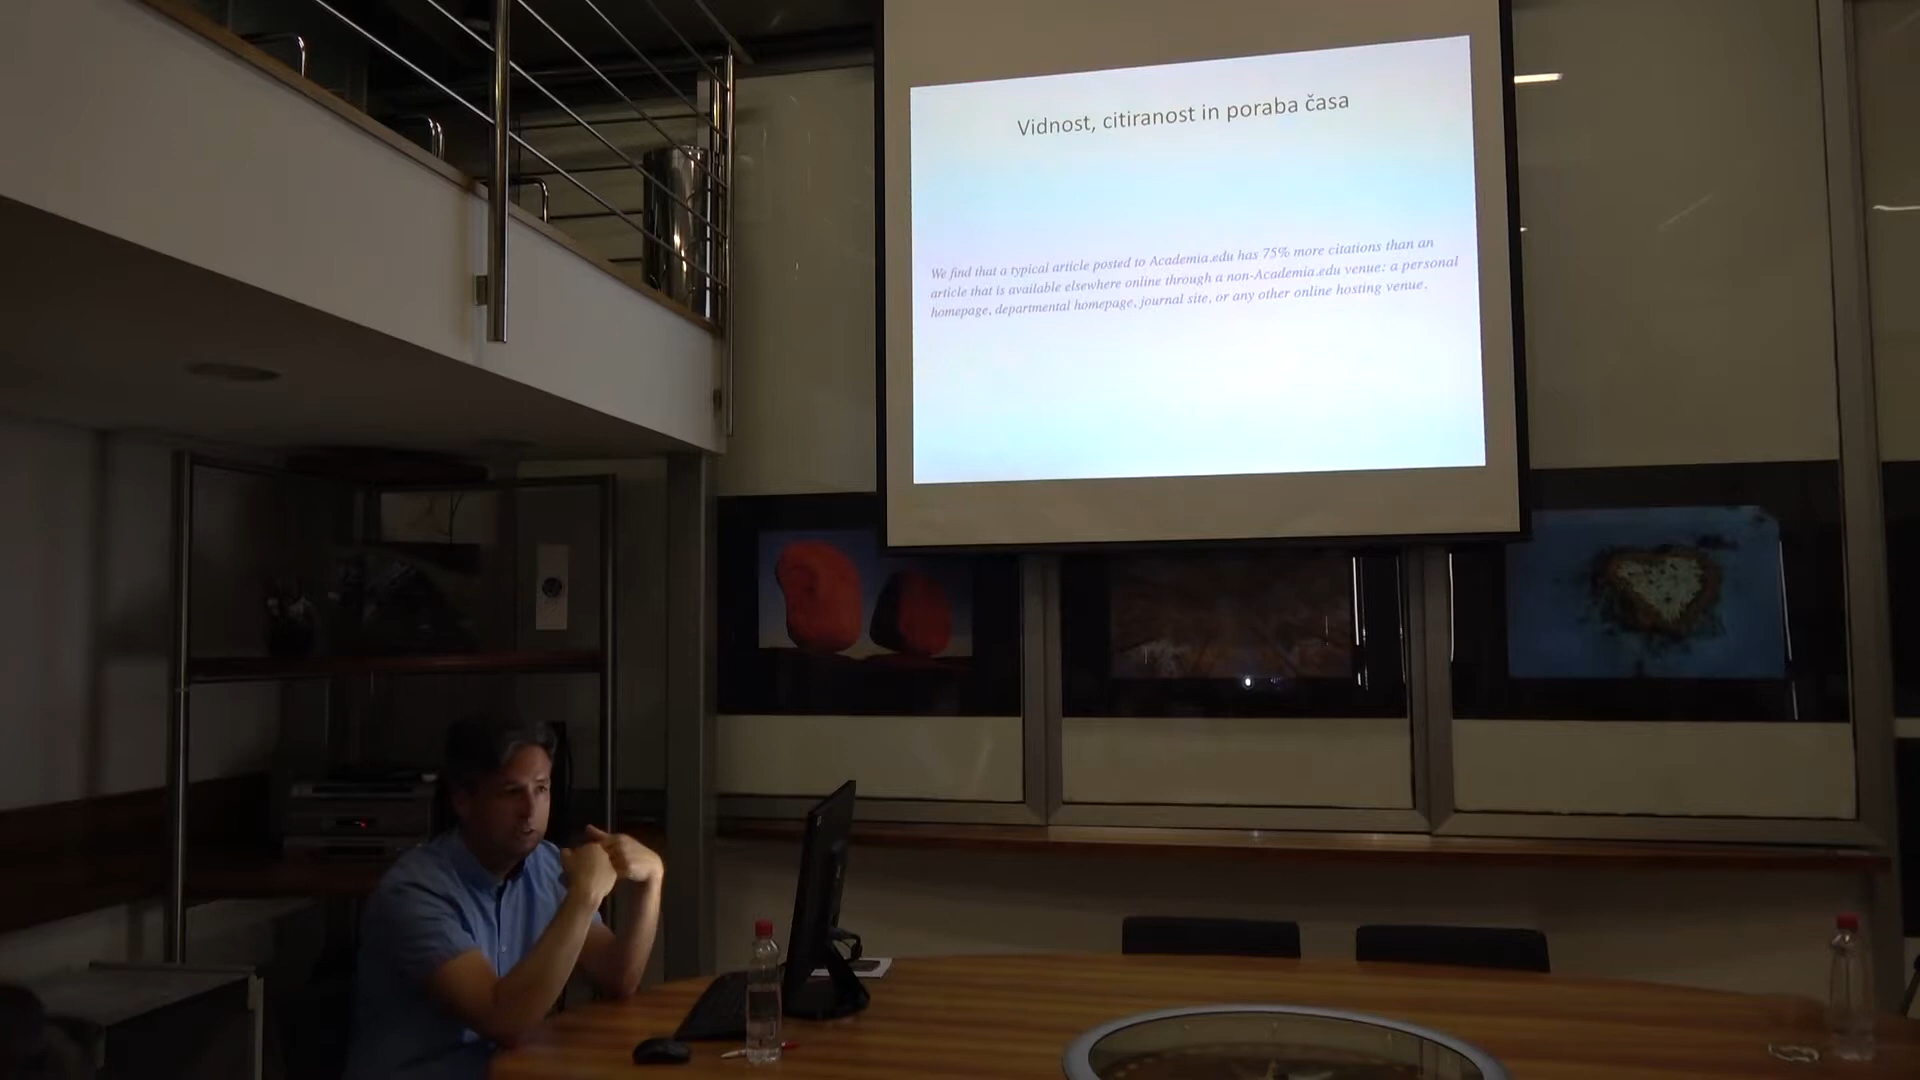 Vidnost, citiranost in poraba časa
We find that a typical article posted to Academia.edu has 75% more citations than an
article that is available elsewhere online through a non-Academia.edu venue: a personal
homepage, departmental homepage, journal site, or any other online hosting venue.